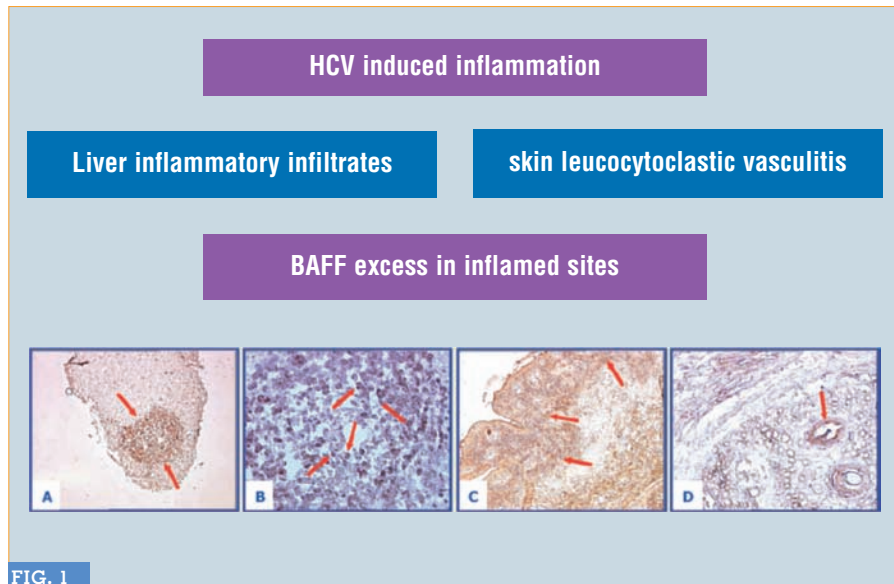 HCV induced inflammation
Liver inflammatory infiltrates
skin leucocytoclastic vasculitis
BAFF excess in inflamed sites
A
B
C
D
FIG. 1